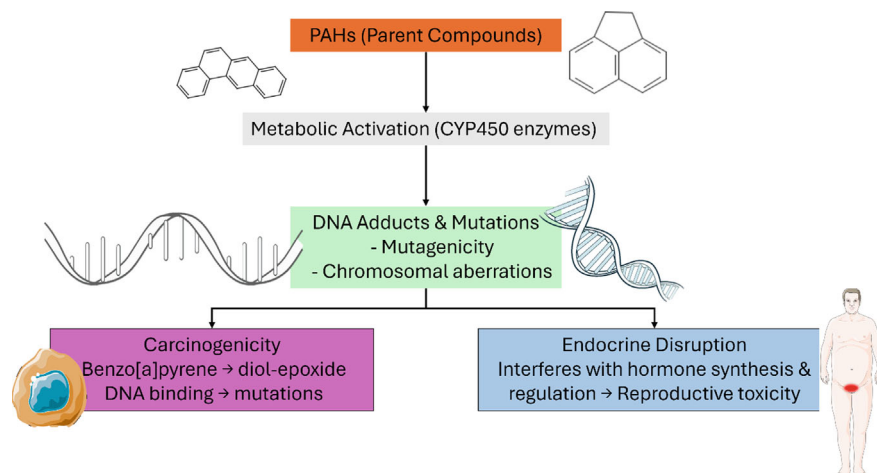 PAHs (Parent Compounds)
Metabolic Activation (CYP450 enzymes)
DNA Adducts & Mutations
- Mutagenicity
- Chromosomal aberrations
Carcinogenicity
Benzo[a]pyrene → diol-epoxide
DNA binding → mutations
Endocrine Disruption
Interferes with hormone synthesis &
regulation → Reproductive toxicity